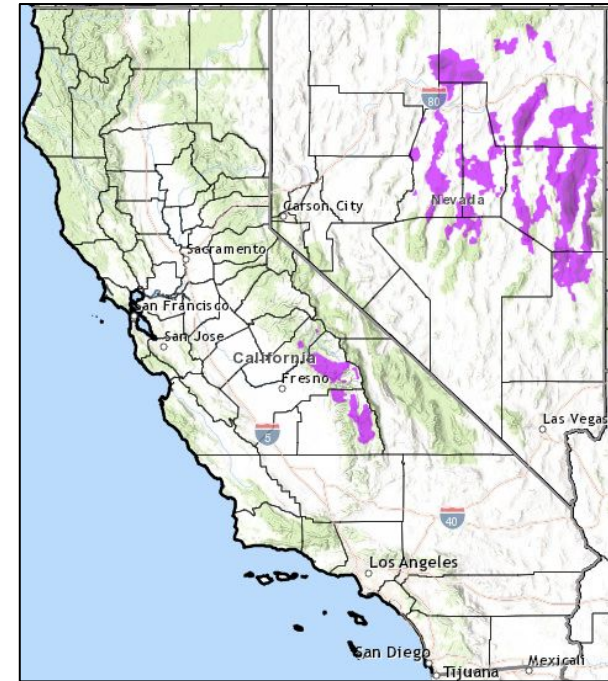 80
Nevada
Carson City
Sacramento
San Francisco
San Jose
California
Fresno
Las Vegas
5
40
Los Angeles
San Diego
Tijuana
Mexicali